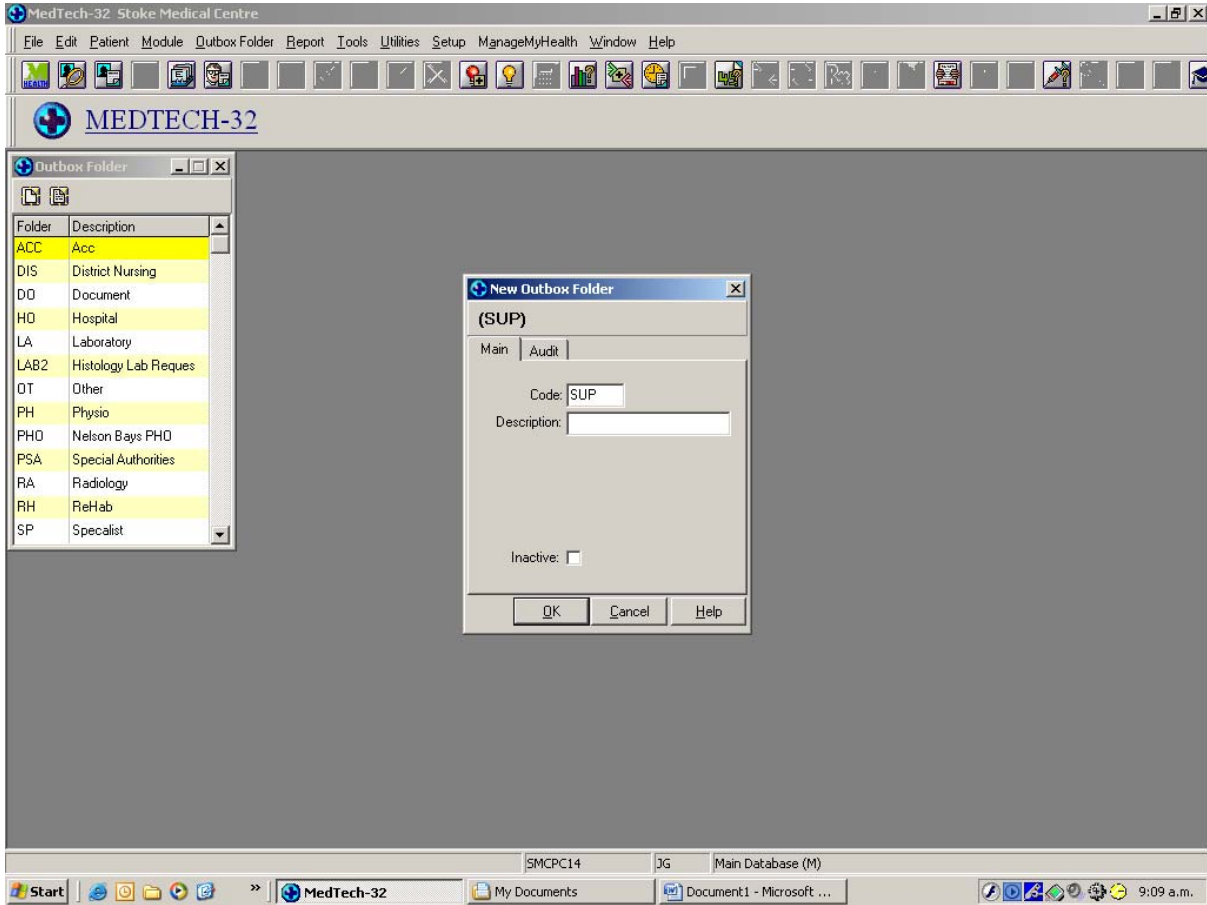 MedTech-32 Stoke Medical Centre
File Edit Patient Module Outbox Folder Report Tools Utilities Setup ManageMyHealth Window Help
MEDTECH-32
Outbox Folder
Folder Description
ACC Acc
DIS District Nursing
DO Document
HO Hospital
LA Laboratory
LAB2 Histology Lab Reques
OT Other
PH Physio
PHO Nelson Bays PHO
PSA Special Authorities
RA Radiology
RH ReHab
SP Specalist
New Outbox Folder
(SUP)
Main Audit
Code: SUP
Description:
Inactive:
OK Cancel Help
SMCPC14 JG Main Database (M)
Start » MedTech-32 My Documents Document1 - Microsoft ... 9:09 a.m.